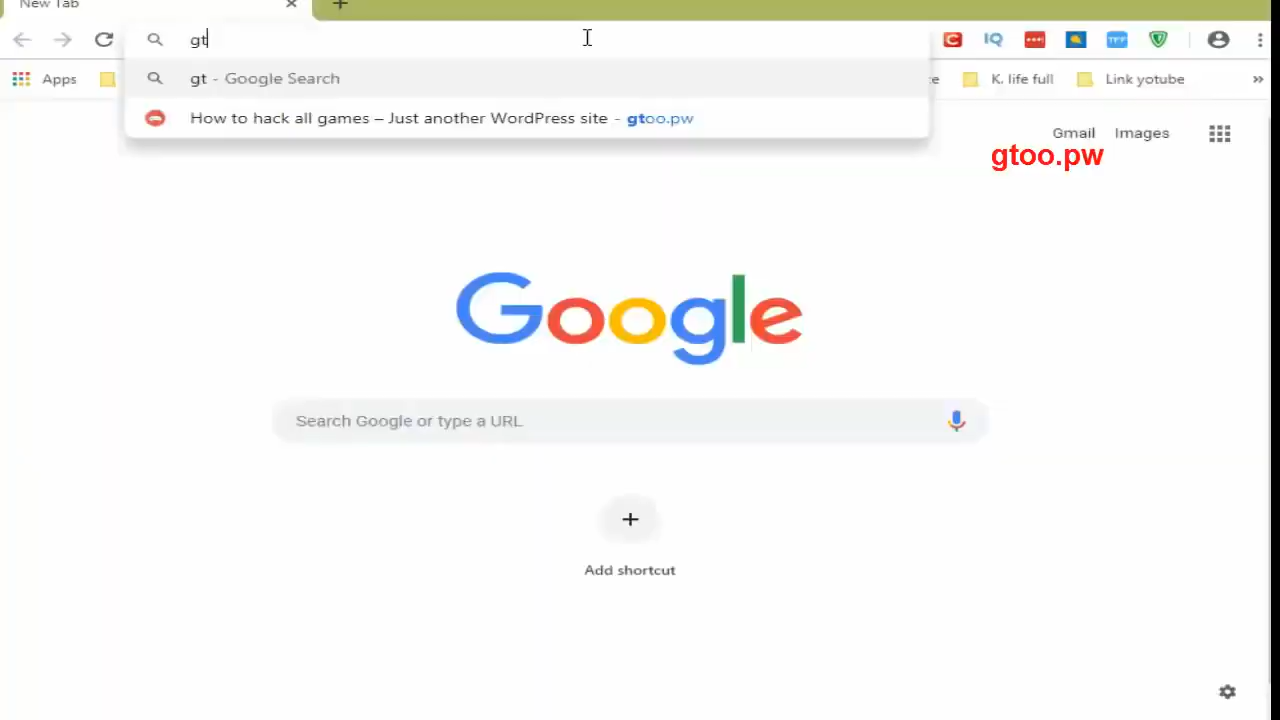 New Tab
gt
Apps
gt - Google Search
ce
K. life full
Link yotube
»
How to hack all games – Just another WordPress site - gtoo.pw
Gmail
Images
gtoo.pw
Google
Search Google or type a URL
Add shortcut